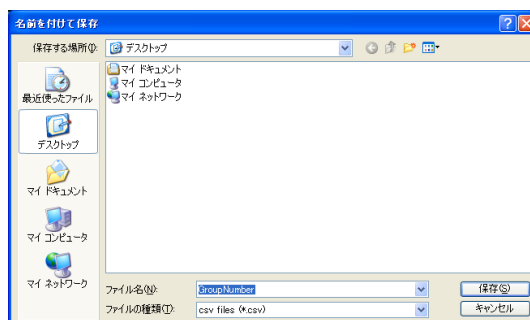 名前を付けて保存
保存する場所(I):
デスクトップ
マイ ドキュメント
マイ コンピュータ
マイ ネットワーク
最近使ったファイル
デスクトップ
マイ ドキュメント
マイ コンピュータ
マイ ネットワーク
ファイル名(N):
GroupNumber
保存(S)
ファイルの種類(T):
csv files (*.csv)
キャンセル